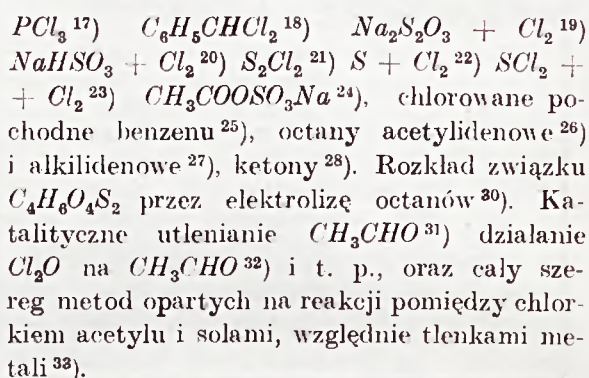 PCl₃ ¹⁷) C₆H₅CHCl₂ ¹⁸) Na₂S₂O₃ + Cl₂ ¹⁹)
NaHSO₃ + Cl₂ ²⁰) S₂Cl₂ ²¹) S + Cl₂ ²²) SCl₂ +
+ Cl₂ ²³) CH₃COOSO₃Na ²⁴), chlorowane po-
chodne benzenu ²⁵), octany acetylidenowe ²⁶)
i alkilidenowe ²⁷), ketony ²⁸). Rozkład związku
C₄H₆O₄S₂ przez elektrolizę octanów ³⁰). Ka-
talityczne utlenianie CH₃CHO ³¹) działanie
Cl₂O na CH₃CHO ³²) i t. p., oraz cały sze-
reg metod opartych na reakcji pomiędzy chlor-
kiem acetylu i solami, względnie tlenkami me-
tali ³³).